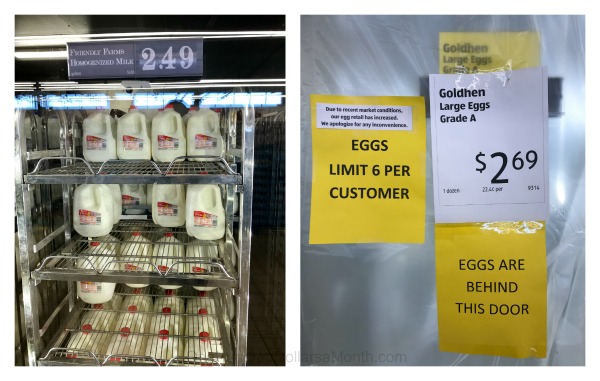 Friendly Farms
Homogenized Milk
2.49
Goldhen
Large Eggs
Grade A
Due to recent market conditions,
our egg retail has increased.
We apologize for any inconvenience.
EGGS
LIMIT 6 PER
CUSTOMER
Goldhen
Large Eggs
Grade A
$2.69
1 dozen 22.4¢ per 9314
EGGS ARE
BEHIND
THIS DOOR